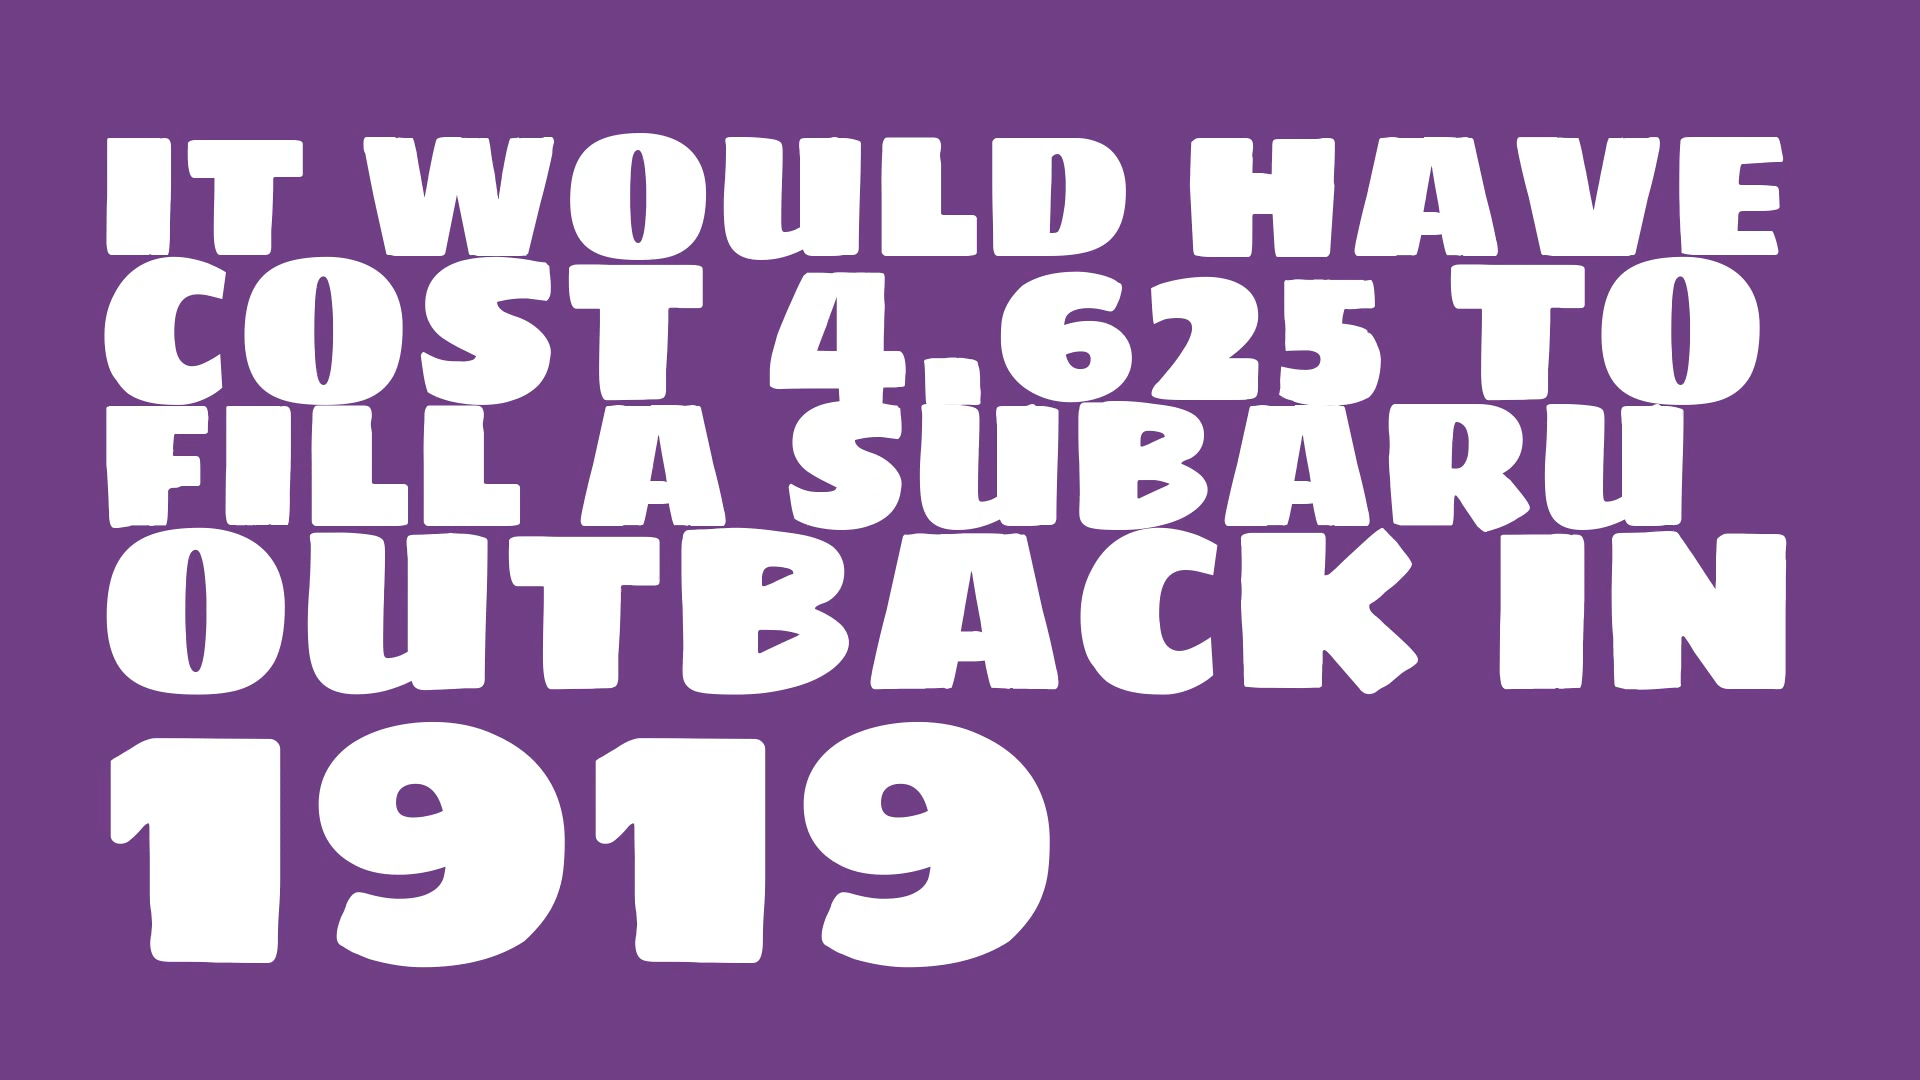 IT WOULD HAVE
COST 4.625 TO
FILL A SUBARU
OUTBACK IN
1919